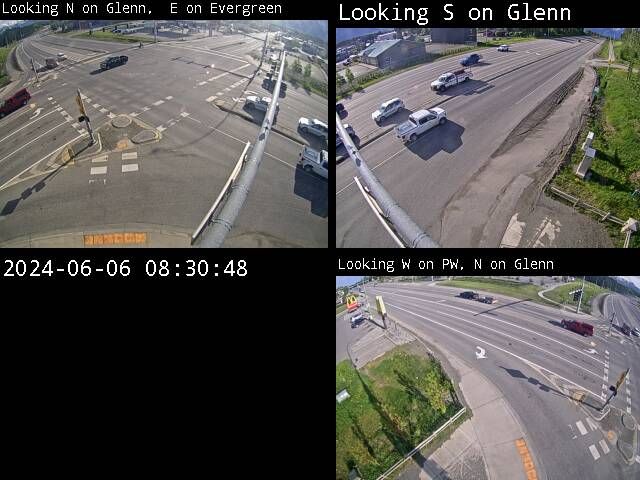 Looking N on Glenn, E on Evergreen
Looking S on Glenn
2024-06-06 08:30:48
Looking W on PW, N on Glenn